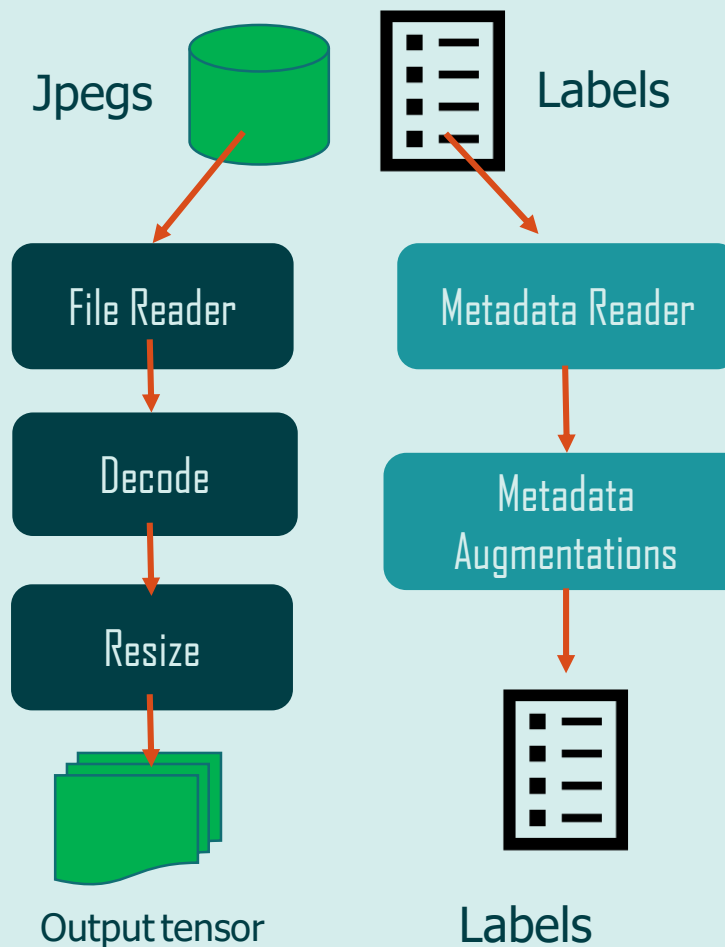 Jpegs
Labels
File Reader
Metadata Reader
Decode
Metadata
Augmentations
Resize
Output tensor
Labels